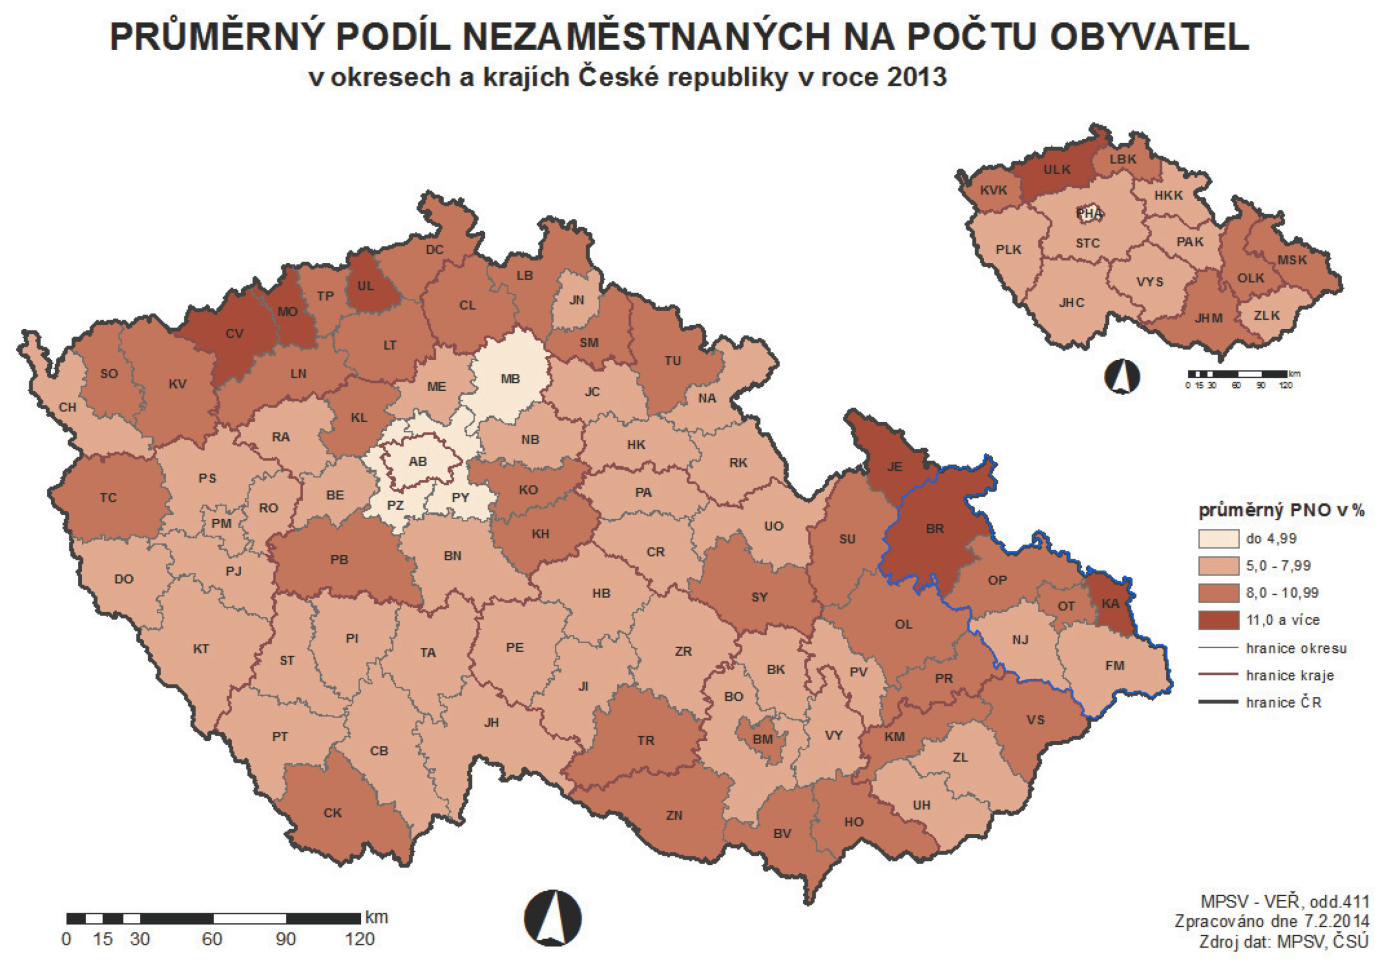 PRŮMĚRNÝ PODÍL NEZAMĚSTNANÝCH NA POČTU OBYVATEL
v okresech a krajích České republiky v roce 2013
ULK
LBK
KVK
HKK
PHA
PLK
STC
PAK
MSK
VYS
OLK
JHC
JHM
ZLK
0 15 30 60 90 120 km
DC
LB
UL
TP
JN
MO
CL
CV
LT
SM
TU
SO
KV
LN
ME
MB
JC
NA
CH
KL
RA
NB
HK
AB
RK
JE
PS
TC
BE
PZ
PY
KO
PA
RO
PM
UO
BR
SU
KH
CR
PB
BN
DO
PJ
OP
HB
SY
OT
KA
OL
KT
PI
ST
TA
PE
ZR
NJ
FM
BK
PV
PR
JI
BO
VS
PT
CB
JH
TR
BM
VY
KM
ZL
CK
ZN
BV
HO
UH
průměrný PNO v %
do 4,99
5,0 - 7,99
8,0 - 10,99
11,0 a více
hranice okresu
hranice kraje
hranice ČR
km
0 15 30 60 90 120
MPSV - VEŘ, odd.411
Zpracováno dne 7.2.2014
Zdroj dat: MPSV, ČSÚ